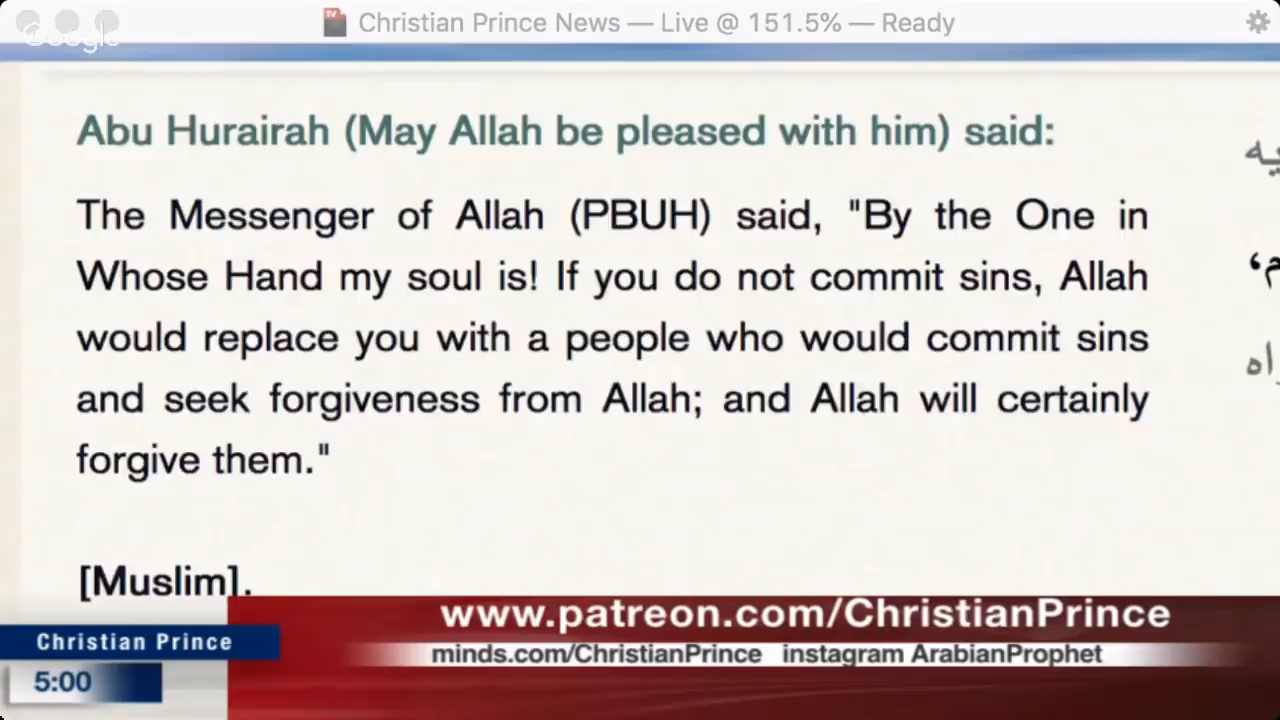 Christian Prince News — Live @ 151.5% — Ready
Google
Abu Hurairah (May Allah be pleased with him) said:
The Messenger of Allah (PBUH) said, "By the One in
Whose Hand my soul is! If you do not commit sins, Allah
would replace you with a people who would commit sins
and seek forgiveness from Allah; and Allah will certainly
forgive them."
[Muslim].
www.patreon.com/ChristianPrince
Christian Prince
minds.com/ChristianPrince instagram ArabianProphet
5:00